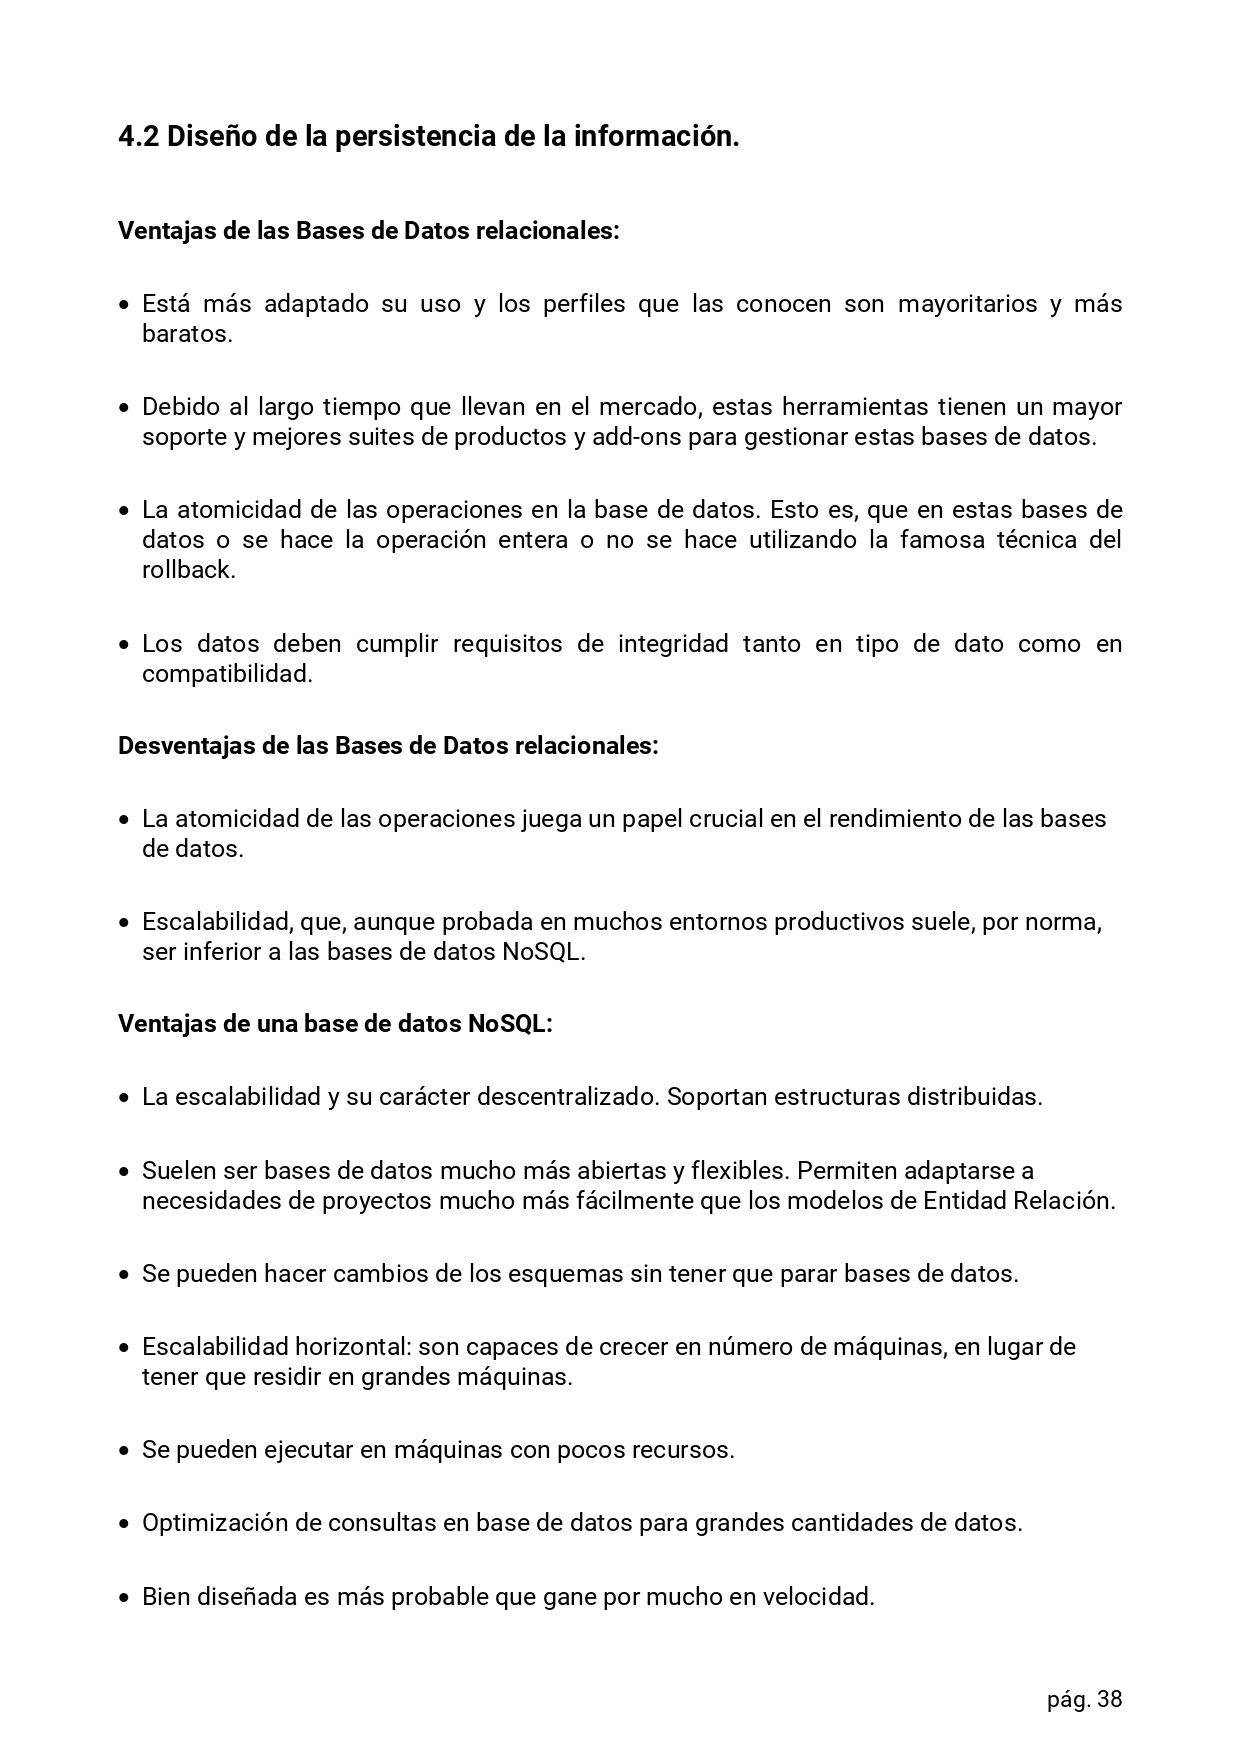 4.2 Diseño de la persistencia de la información.
Ventajas de las Bases de Datos relacionales:
• Está más adaptado su uso y los perfiles que las conocen son mayoritarios y más
baratos.
• Debido al largo tiempo que llevan en el mercado, estas herramientas tienen un mayor
soporte y mejores suites de productos y add-ons para gestionar estas bases de datos.
• La atomicidad de las operaciones en la base de datos. Esto es, que en estas bases de
datos o se hace la operación entera o no se hace utilizando la famosa técnica del
rollback.
• Los datos deben cumplir requisitos de integridad tanto en tipo de dato como en
compatibilidad.
Desventajas de las Bases de Datos relacionales:
• La atomicidad de las operaciones juega un papel crucial en el rendimiento de las bases
de datos.
• Escalabilidad, que, aunque probada en muchos entornos productivos suele, por norma,
ser inferior a las bases de datos NoSQL.
Ventajas de una base de datos NoSQL:
• La escalabilidad y su carácter descentralizado. Soportan estructuras distribuidas.
• Suelen ser bases de datos mucho más abiertas y flexibles. Permiten adaptarse a
necesidades de proyectos mucho más fácilmente que los modelos de Entidad Relación.
• Se pueden hacer cambios de los esquemas sin tener que parar bases de datos.
• Escalabilidad horizontal: son capaces de crecer en número de máquinas, en lugar de
tener que residir en grandes máquinas.
• Se pueden ejecutar en máquinas con pocos recursos.
• Optimización de consultas en base de datos para grandes cantidades de datos.
• Bien diseñada es más probable que gane por mucho en velocidad.
pág. 38